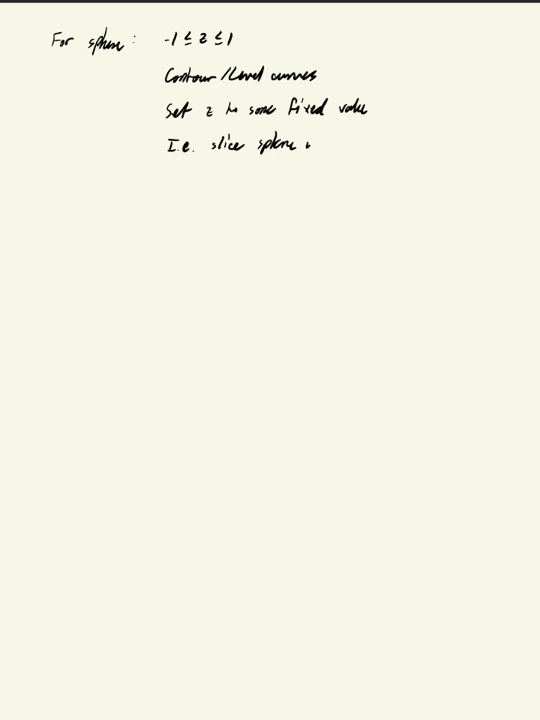 For sphere: -1 ≤ z ≤ 1
Contour/Level curves
Set z to some fixed value
I.e. slice sphere